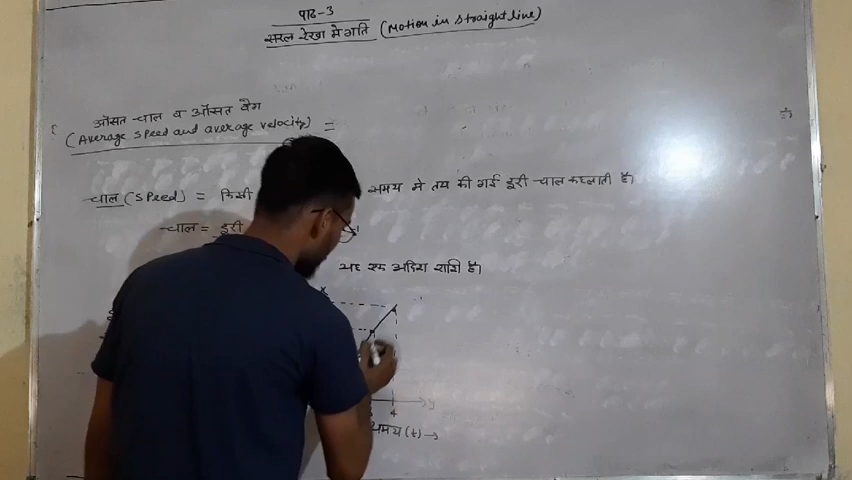 पाठ-3
सरल रेखा मे गति (Motion in straight line)
औसत चाल व औसत वेग
(Average speed and average velocity) =
चाल (speed) = किसी समय मे तय की गई दूरी चाल कहलाती है।
चाल = दूरी
यह एक अदिश राशि है।
4 y
समय (t) →